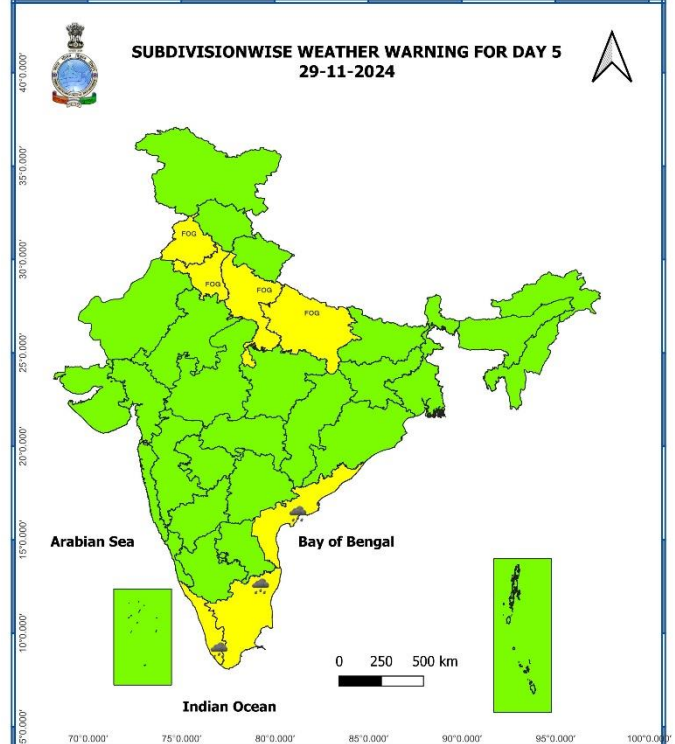 SUBDIVISIONWISE WEATHER WARNING FOR DAY 5
29-11-2024
40°0.000'
35°0.000'
30°0.000'
25°0.000'
20°0.000'
15°0.000'
10°0.000'
5°0.000'
FOG
FOG
FOG
FOG
Arabian Sea
Bay of Bengal
0 250 500 km
Indian Ocean
70°0.000' 75°0.000' 80°0.000' 85°0.000' 90°0.000' 95°0.000' 100°0.000'